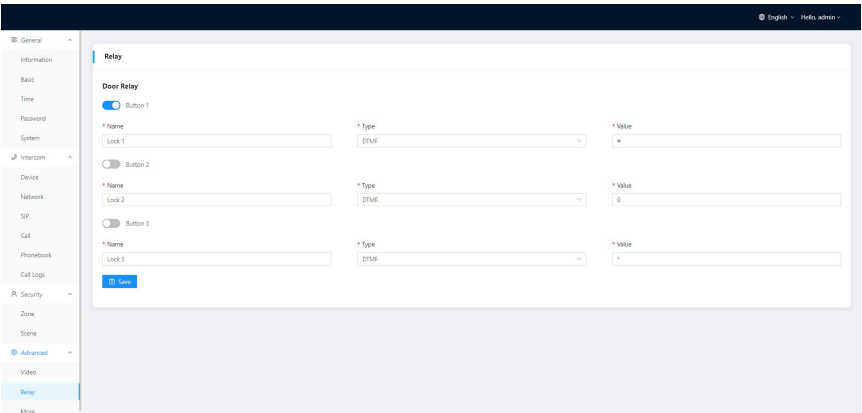 English Hello, admin
General
Information
Basic
Time
Password
System
Intercom
Device
Network
SIP
Call
Phonebook
Call Logs
Security
Zone
Scene
Advanced
Video
Relay
More
Relay
Door Relay
Button 1
* Name * Type * Value
Lock 1 DTMF #
Button 2
* Name * Type * Value
Lock 2 DTMF 0
Button 3
* Name * Type * Value
Lock 3 DTMF *
Save